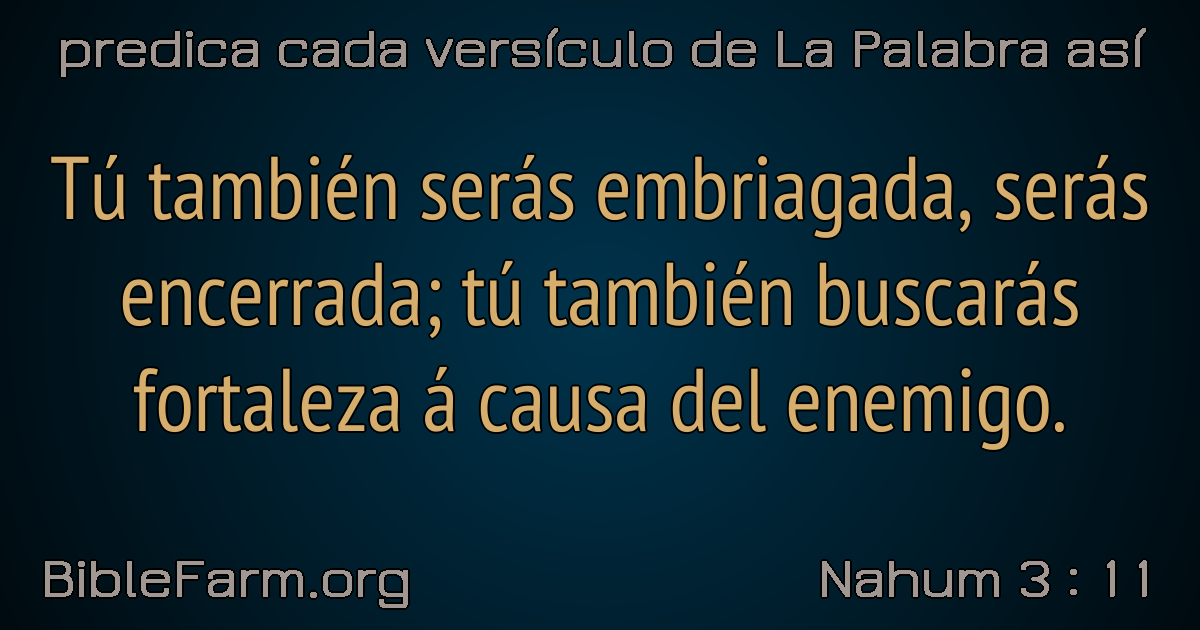 predica cada versículo de La Palabra así
Tú también serás embriagada, serás
encerrada; tú también buscarás
fortaleza á causa del enemigo.
BibleFarm.org
Nahum 3 : 11